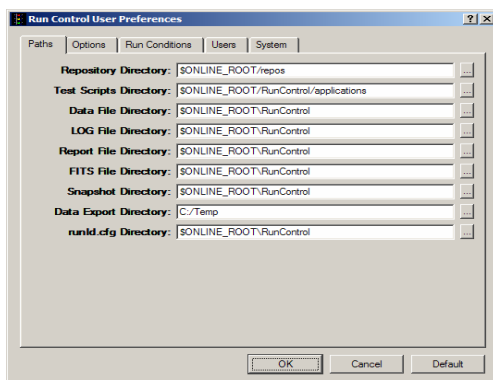 Run Control User Preferences
Paths Options Run Conditions Users System
Repository Directory: $ONLINE_ROOT/repos ...
Test Scripts Directory: $ONLINE_ROOT/RunControl/applications ...
Data File Directory: $ONLINE_ROOT\RunControl ...
LOG File Directory: $ONLINE_ROOT\RunControl ...
Report File Directory: $ONLINE_ROOT\RunControl ...
FITS File Directory: $ONLINE_ROOT\RunControl ...
Snapshot Directory: $ONLINE_ROOT\RunControl ...
Data Export Directory: C:/Temp ...
runId.cfg Directory: $ONLINE_ROOT\RunControl ...
OK Cancel Default